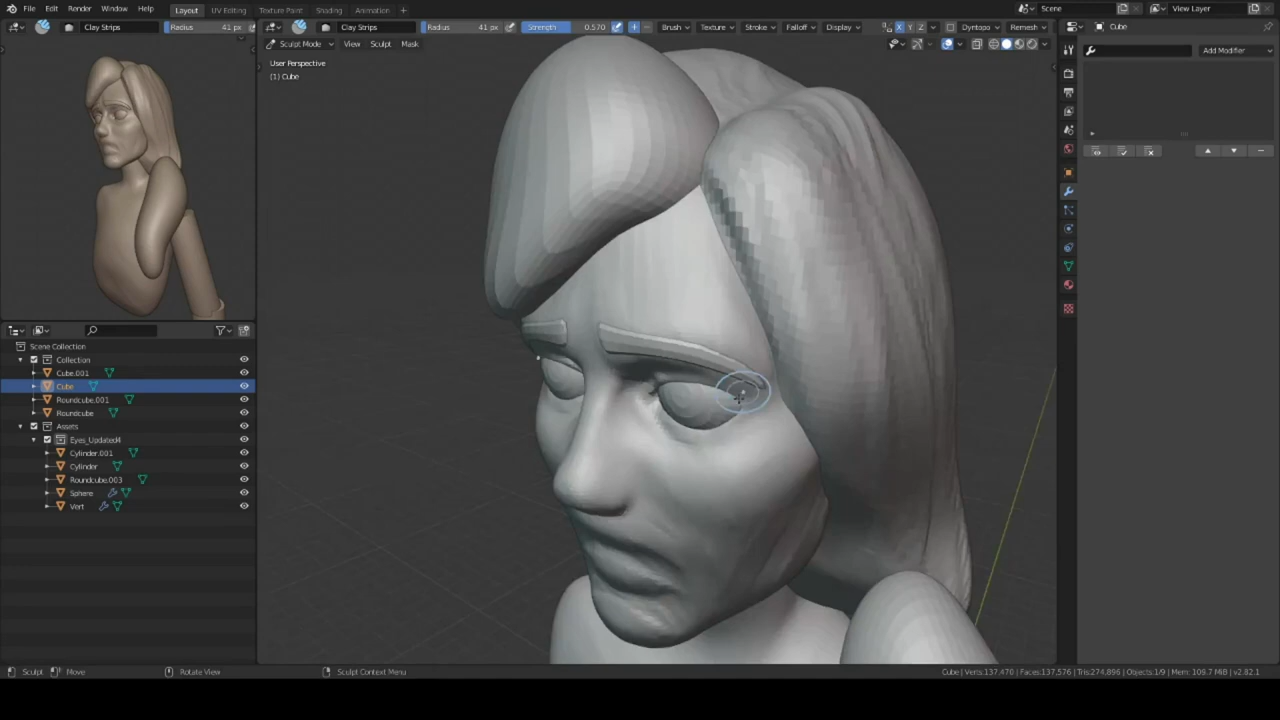 File Edit Render Window Help Layout UV Editing Texture Paint Shading Animation + Scene View Layer
Clay Strips Radius 41 px Clay Strips Radius 41 px Strength 0.570 Brush Texture Stroke Falloff Display X Y Z Dyntopo Remesh Cube
Sculpt Mode View Sculpt Mask Add Modifier
User Perspective
(1) Cube
Scene Collection
Collection
Cube.001
Cube
Roundcube.001
Roundcube
Assets
Eyes_Updated4
Cylinder.001
Cylinder
Roundcube.003
Sphere
Vert
Sculpt Move Rotate View Sculpt Context Menu Cube | Verts:137,470 | Faces:137,576 | Tris:274,896 | Objects:1/9 | Mem: 109.7 MiB | v2.82.1